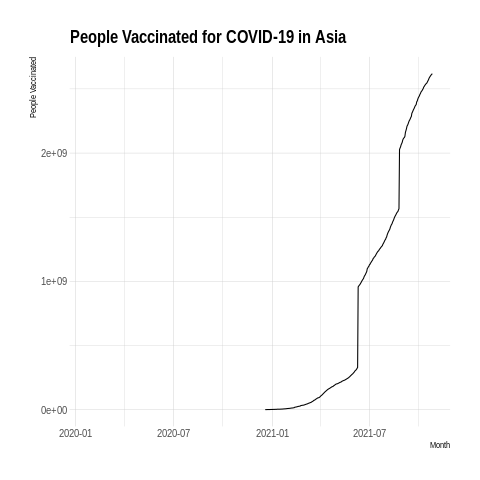 People Vaccinated for COVID-19 in Asia
People Vaccinated
2e+09
1e+09
0e+00
2020-01 2020-07 2021-01 2021-07
Month